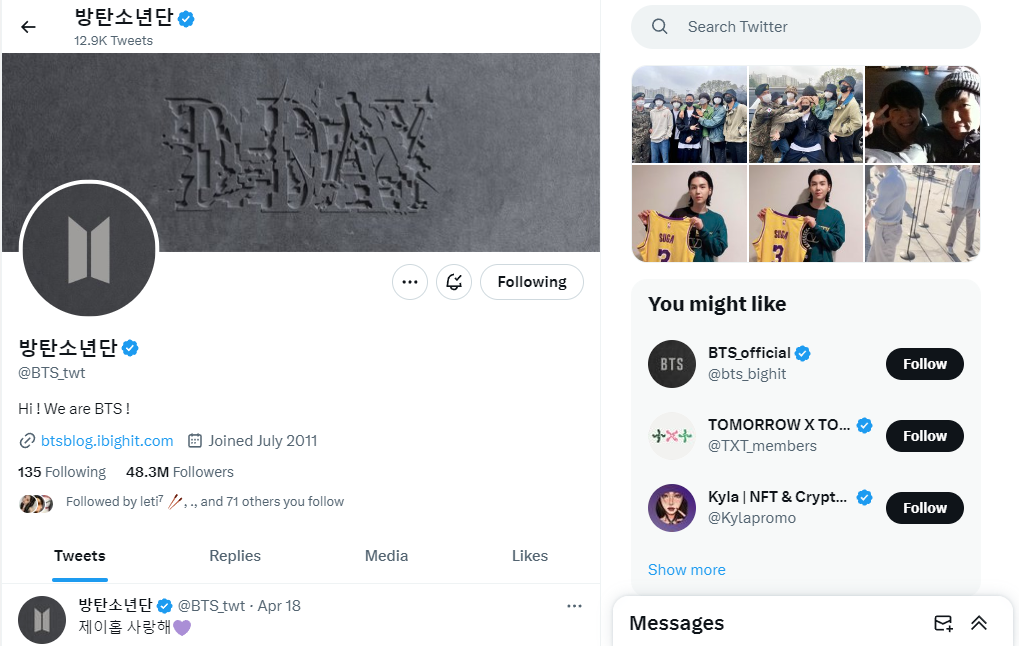 방탄소년단
12.9K Tweets
D-DAY
Following
방탄소년단
@BTS_twt
Hi ! We are BTS !
btsblog.ibighit.com Joined July 2011
135 Following 48.3M Followers
Followed by leti⁷ 🥢, ., and 71 others you follow
Tweets Replies Media Likes
방탄소년단 @BTS_twt · Apr 18
제이홉 사랑해💜
Search Twitter
SUGA
3
SUGA
3
You might like
BTS
BTS_official
@bts_bighit
Follow
TOMORROW X TO...
@TXT_members
Follow
Kyla | NFT & Crypt...
@Kylapromo
Follow
Show more
Messages